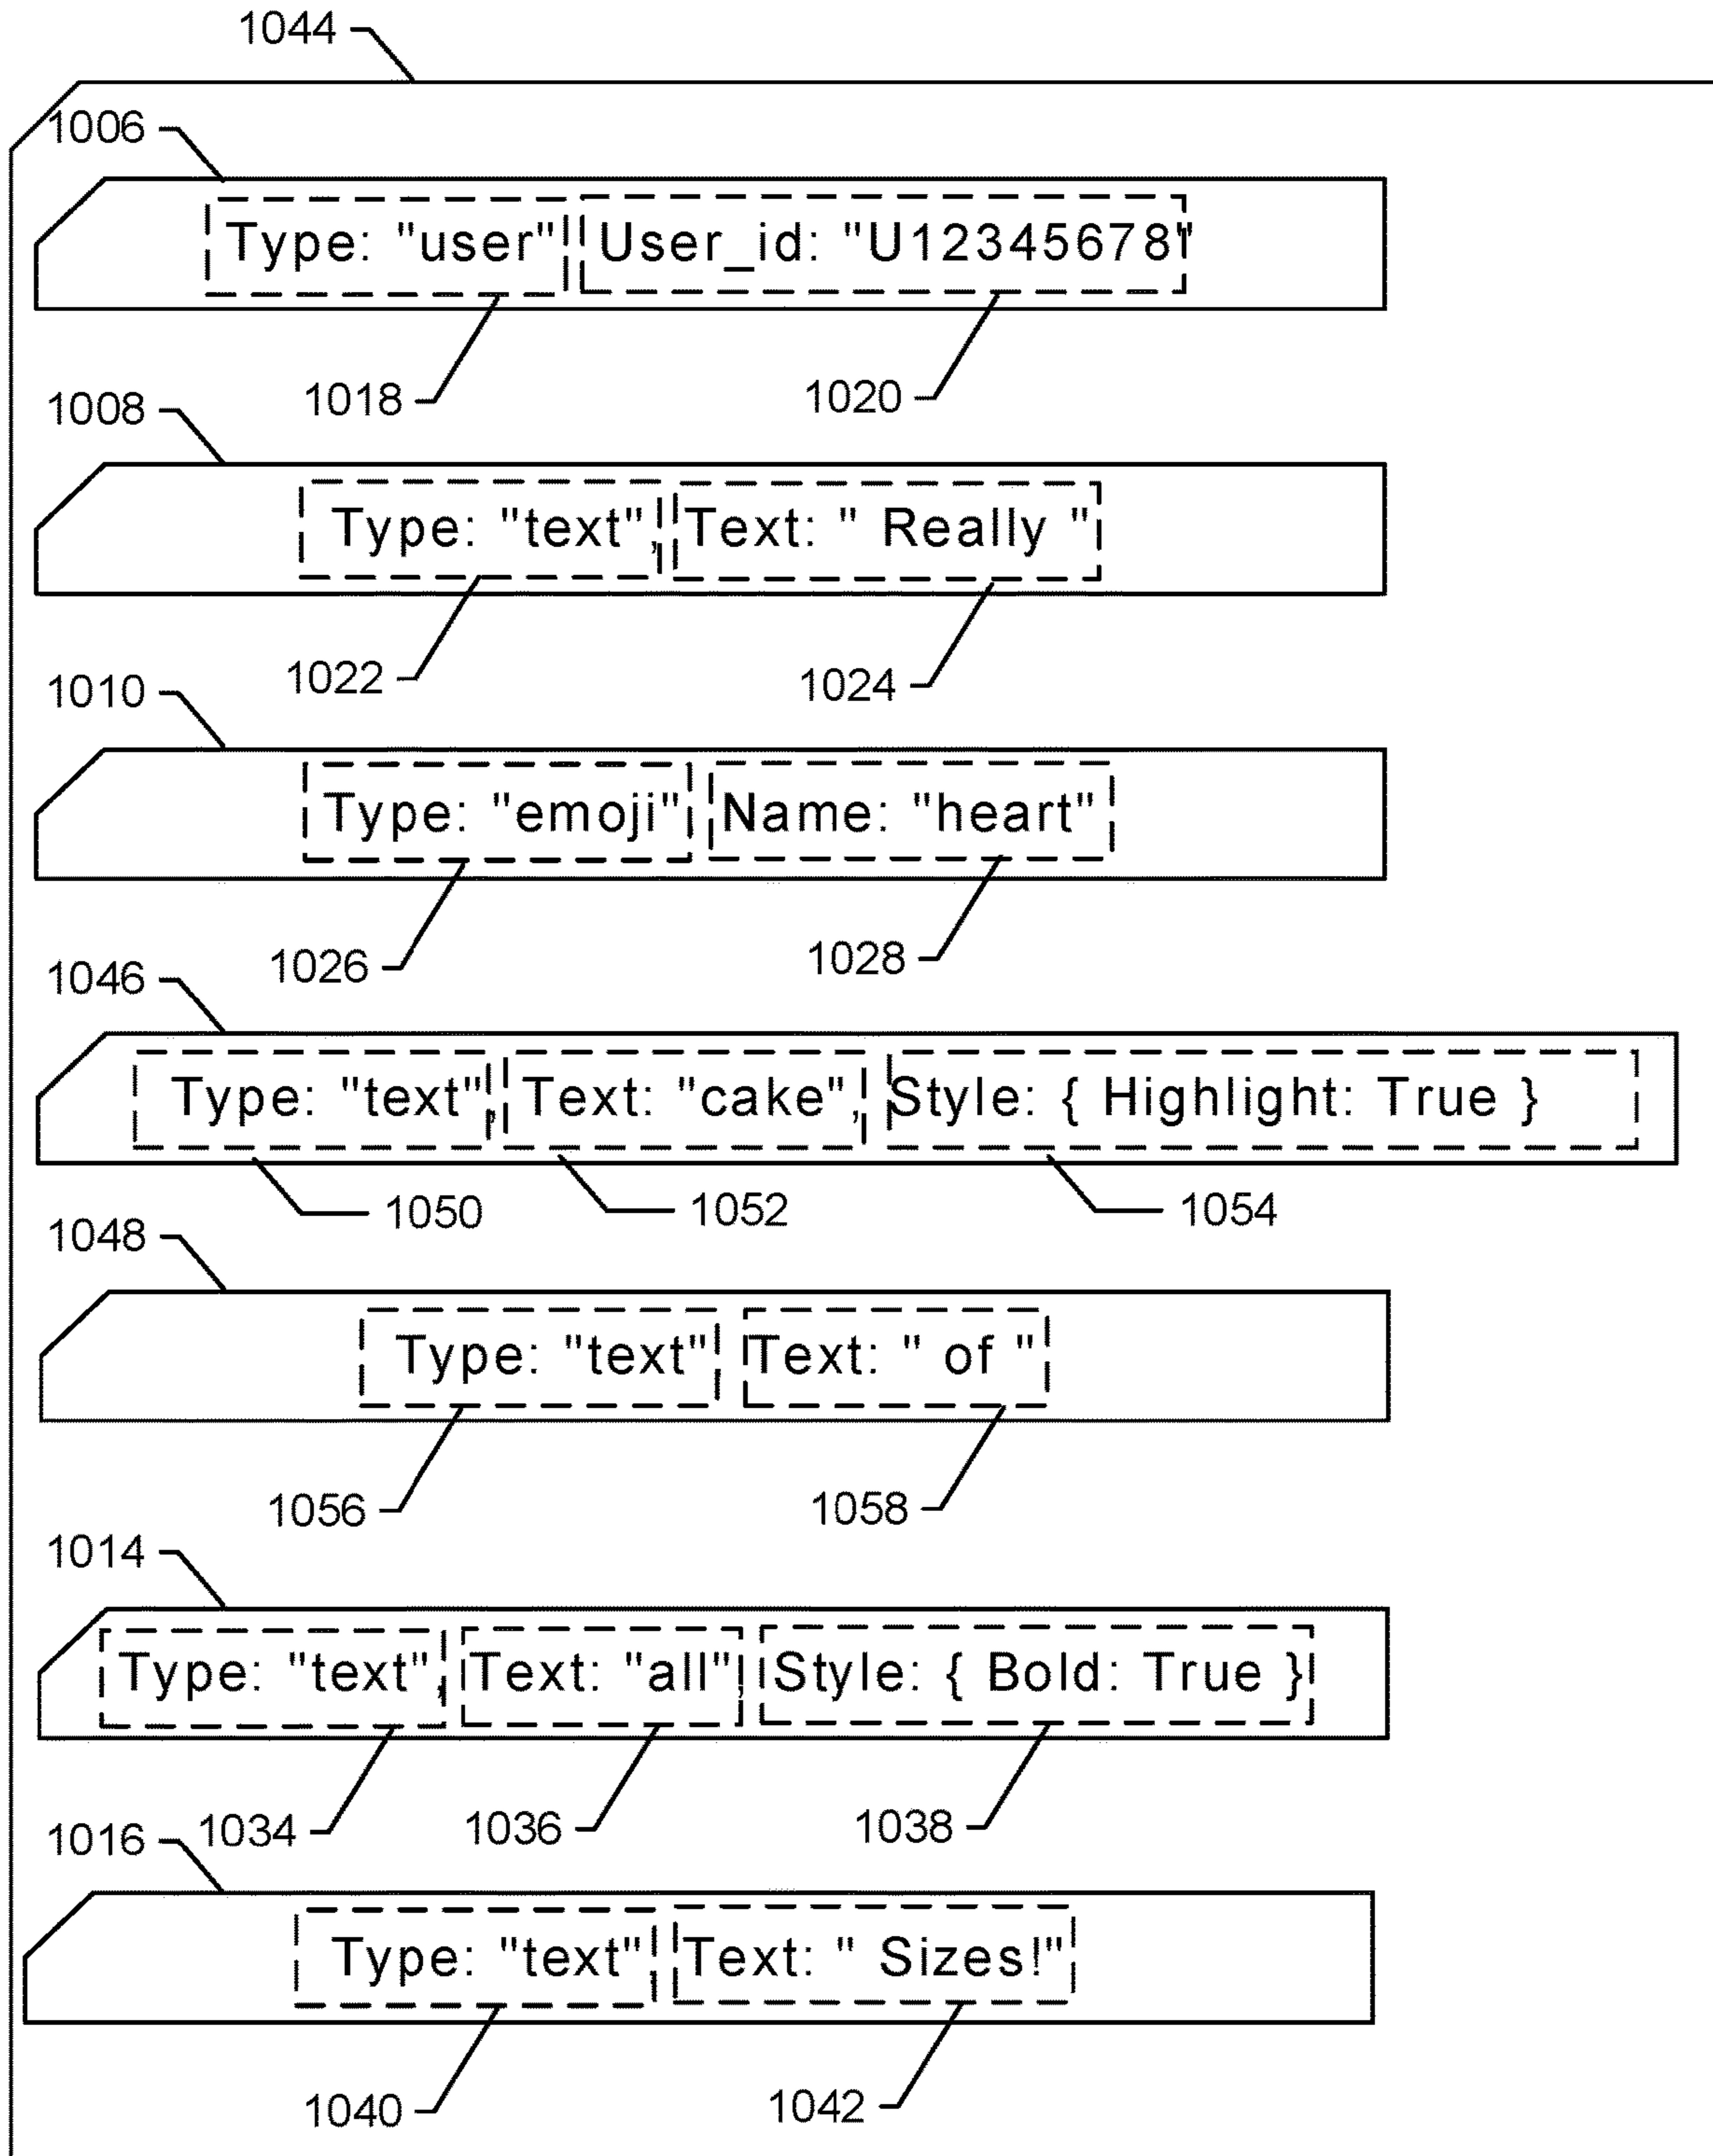 1044
1006
Type: "user" User_id: "U12345678"
1018 1020
1008
Type: "text", Text: " Really "
1022 1024
1010
Type: "emoji" Name: "heart"
1026 1028
1046
Type: "text", Text: "cake", Style: { Highlight: True }
1050 1052 1054
1048
Type: "text" Text: " of "
1056 1058
1014
Type: "text", Text: "all", Style: { Bold: True }
1034 1036 1038
1016
Type: "text" Text: " Sizes!"
1040 1042